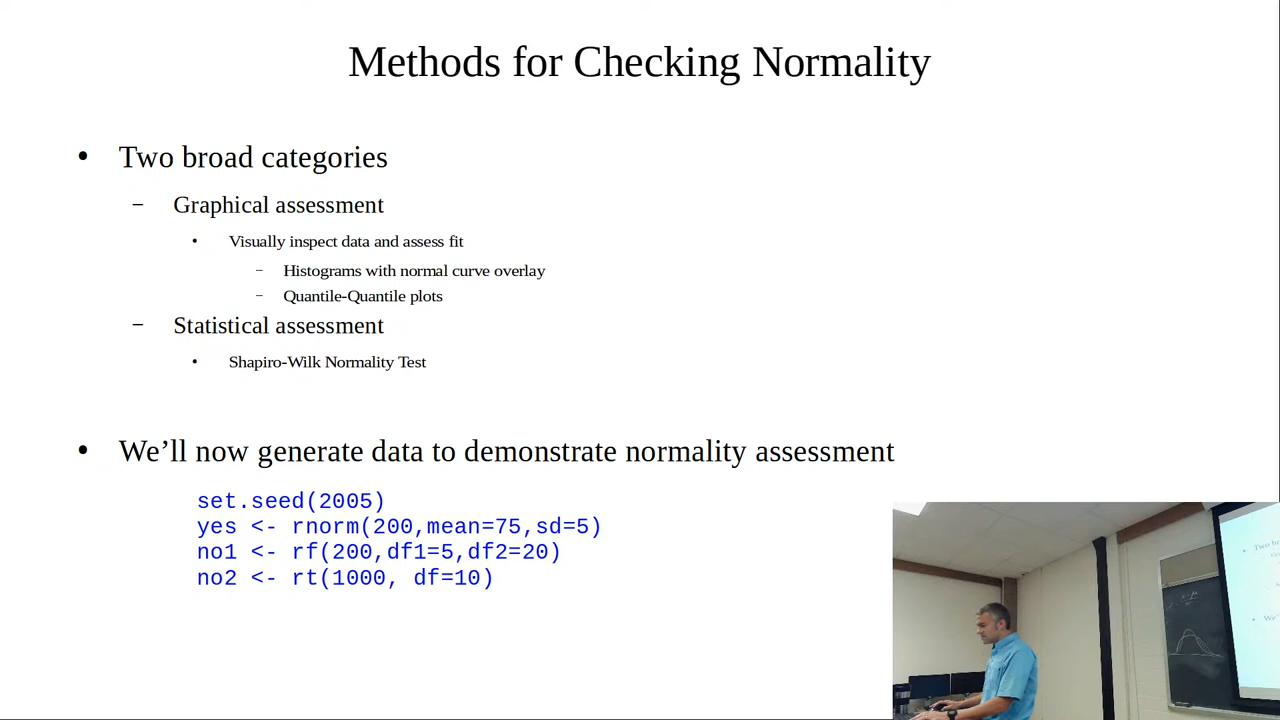 Methods for Checking Normality
• Two broad categories
– Graphical assessment
• Visually inspect data and assess fit
– Histograms with normal curve overlay
– Quantile-Quantile plots
– Statistical assessment
• Shapiro-Wilk Normality Test
• We’ll now generate data to demonstrate normality assessment
set.seed(2005)
yes <- rnorm(200,mean=75,sd=5)
no1 <- rf(200,df1=5,df2=20)
no2 <- rt(1000, df=10)